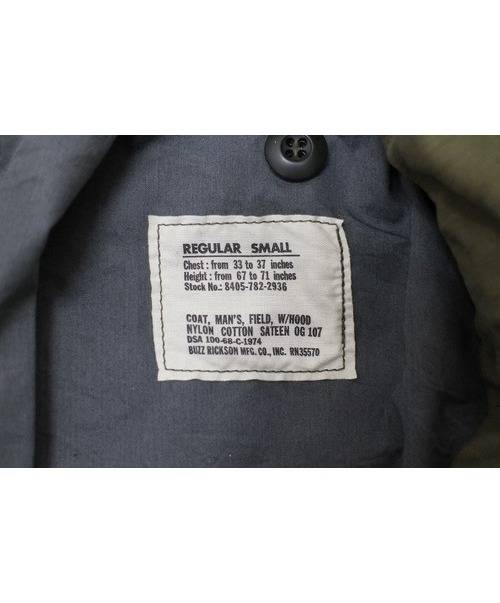 REGULAR SMALL
Chest : from 33 to 37 inches
Height : from 67 to 71 inches
Stock No.: 8405-782-2936
COAT, MAN'S, FIELD, W/HOOD
NYLON COTTON SATEEN OG 107
DSA 100-68-C-1974
BUZZ RICKSON MFG. CO., INC. RN35570